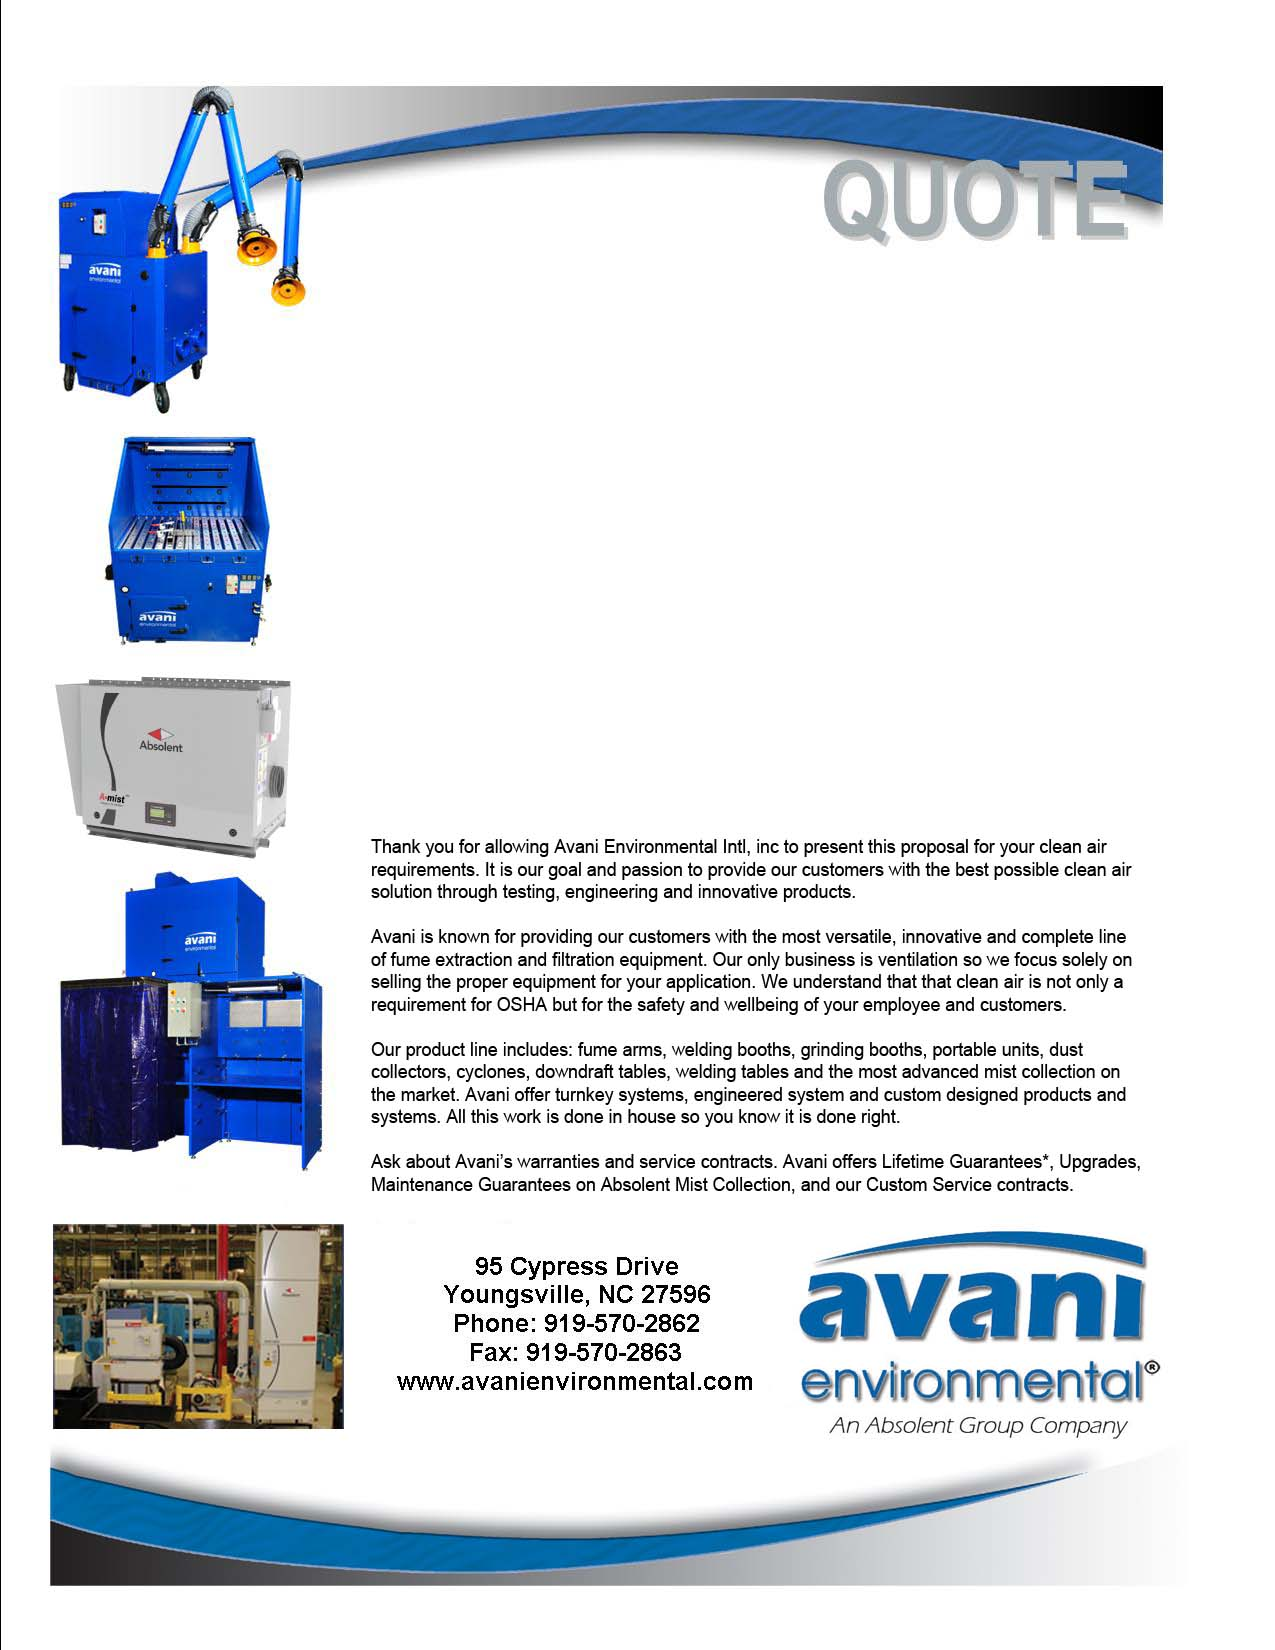 QUOTE
avani
environmental
avani
environmental
Absolent
A•mist
avani
environmental
Thank you for allowing Avani Environmental Intl, inc to present this proposal for your clean air
requirements. It is our goal and passion to provide our customers with the best possible clean air
solution through testing, engineering and innovative products.
Avani is known for providing our customers with the most versatile, innovative and complete line
of fume extraction and filtration equipment. Our only business is ventilation so we focus solely on
selling the proper equipment for your application. We understand that that clean air is not only a
requirement for OSHA but for the safety and wellbeing of your employee and customers.
Our product line includes: fume arms, welding booths, grinding booths, portable units, dust
collectors, cyclones, downdraft tables, welding tables and the most advanced mist collection on
the market. Avani offer turnkey systems, engineered system and custom designed products and
systems. All this work is done in house so you know it is done right.
Ask about Avani’s warranties and service contracts. Avani offers Lifetime Guarantees*, Upgrades,
Maintenance Guarantees on Absolent Mist Collection, and our Custom Service contracts.
95 Cypress Drive
Youngsville, NC 27596
Phone: 919-570-2862
Fax: 919-570-2863
www.avanienvironmental.com
avani
environmental®
An Absolent Group Company
Absolent